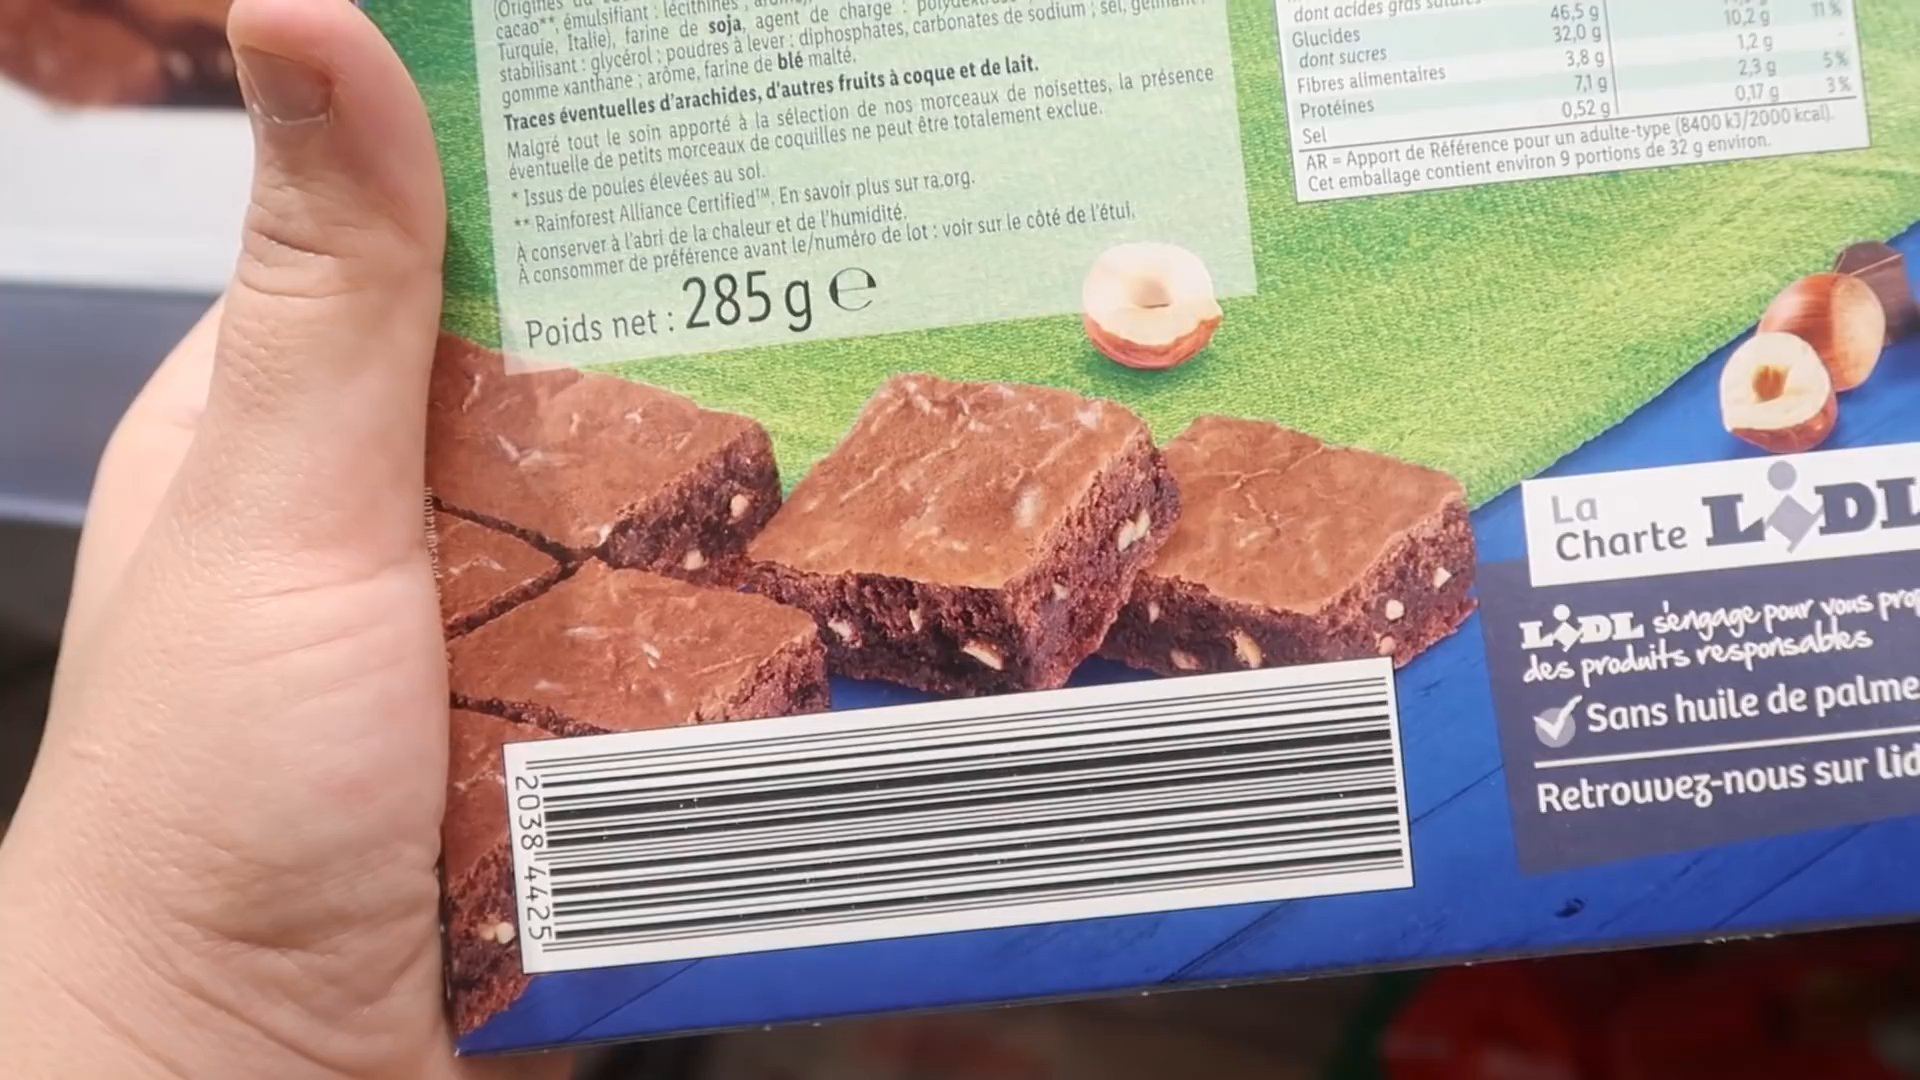 (Origines
cacao**, émulsifiant : lécithines
Turquie, Italie), farine de soja, agent de charge :
stabilisant : glycérol ; poudres à lever : diphosphates, carbonates de sodium ; sel,
gomme xanthane ; arôme, farine de blé malté.
Traces éventuelles d'arachides, d'autres fruits à coque et de lait.
Malgré tout le soin apporté à la sélection de nos morceaux de noisettes, la présence
éventuelle de petits morceaux de coquilles ne peut être totalement exclue.
* Issus de poules élevées au sol.
** Rainforest Alliance Certified™. En savoir plus sur ra.org.
À conserver à l'abri de la chaleur et de l'humidité.
À consommer de préférence avant le/numéro de lot : voir sur le côté de l'étui.
Poids net : 285 g e
dont acides gras 11 %
Glucides 46,5 g 10,2 g -
dont sucres 32,0 g
Fibres alimentaires 3,8 g 1,2 g
Protéines 7,1 g 2,3 g 5 %
Sel 0,52 g 0,17 g 3 %
AR = Apport de Référence pour un adulte-type (8400 kJ/2000 kcal).
Cet emballage contient environ 9 portions de 32 g environ.
La
Charte LIDL
LIDL s'engage pour vous
des produits responsables
Sans huile de palme
Retrouvez-nous sur
2038 4425